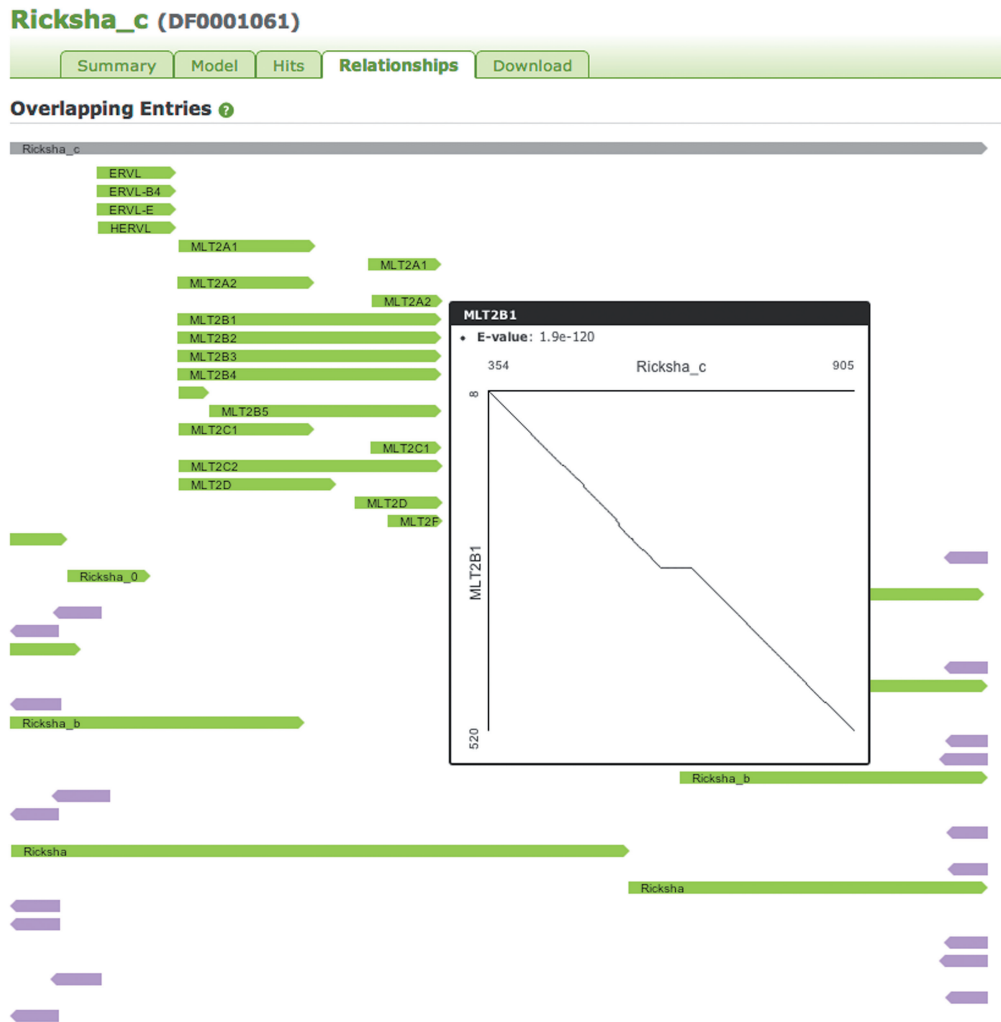 Ricksha_c (DF0001061)
Summary Model Hits Relationships Download
Overlapping Entries ?
Ricksha_c
ERVL
ERVL-B4
ERVL-E
HERVL
MLT2A1
MLT2A1
MLT2A2
MLT2A2
MLT2B1
MLT2B2
MLT2B3
MLT2B4
MLT2B5
MLT2C1
MLT2C1
MLT2C2
MLT2D
MLT2D
MLT2F
MLT2B1
• E-value: 1.9e-120
354 Ricksha_c 905
8
MLT2B1
520
Ricksha_0
Ricksha_b
Ricksha_b
Ricksha
Ricksha